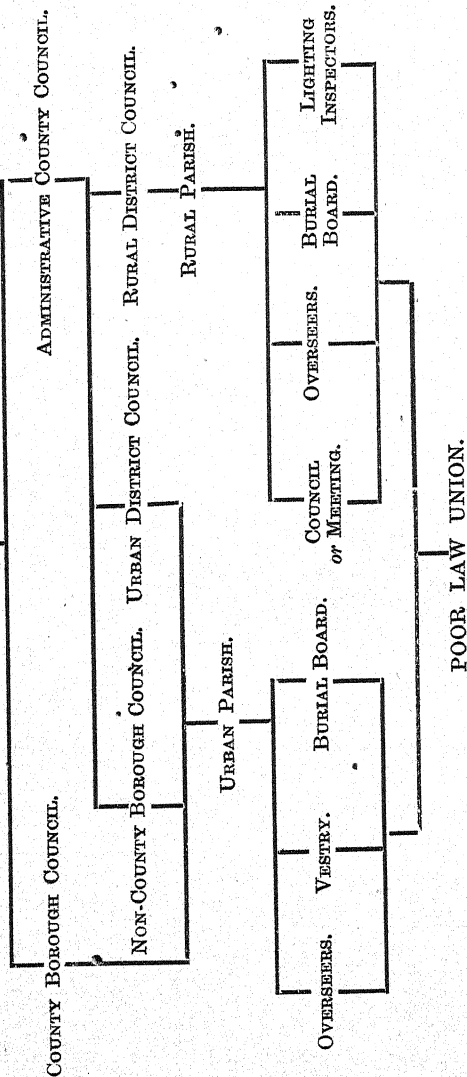 COUNTY BOROUGH COUNCIL.
ADMINISTRATIVE COUNTY COUNCIL.
NON-COUNTY BOROUGH COUNCIL.
URBAN DISTRICT COUNCIL.
RURAL DISTRICT COUNCIL.
URBAN PARISH.
RURAL PARISH.
OVERSEERS.
VESTRY.
BURIAL BOARD.
COUNCIL
or MEETING.
OVERSEERS.
BURIAL
BOARD.
LIGHTING
INSPECTORS.
POOR LAW UNION.